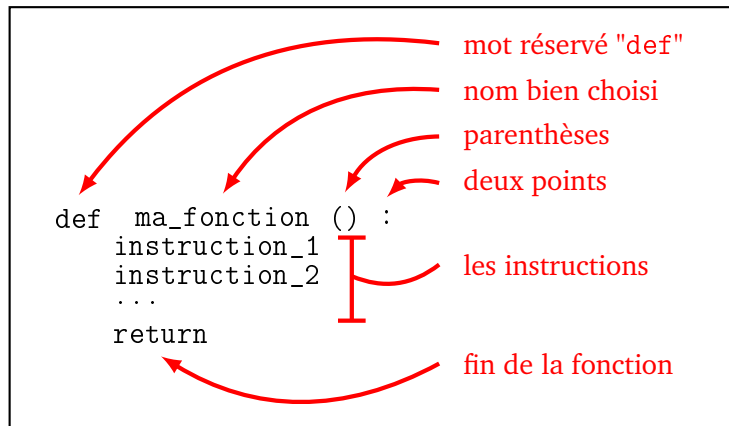 mot réservé "def"
nom bien choisi
parenthèses
deux points
def ma_fonction () :
instruction_1
instruction_2
...
return
les instructions
fin de la fonction